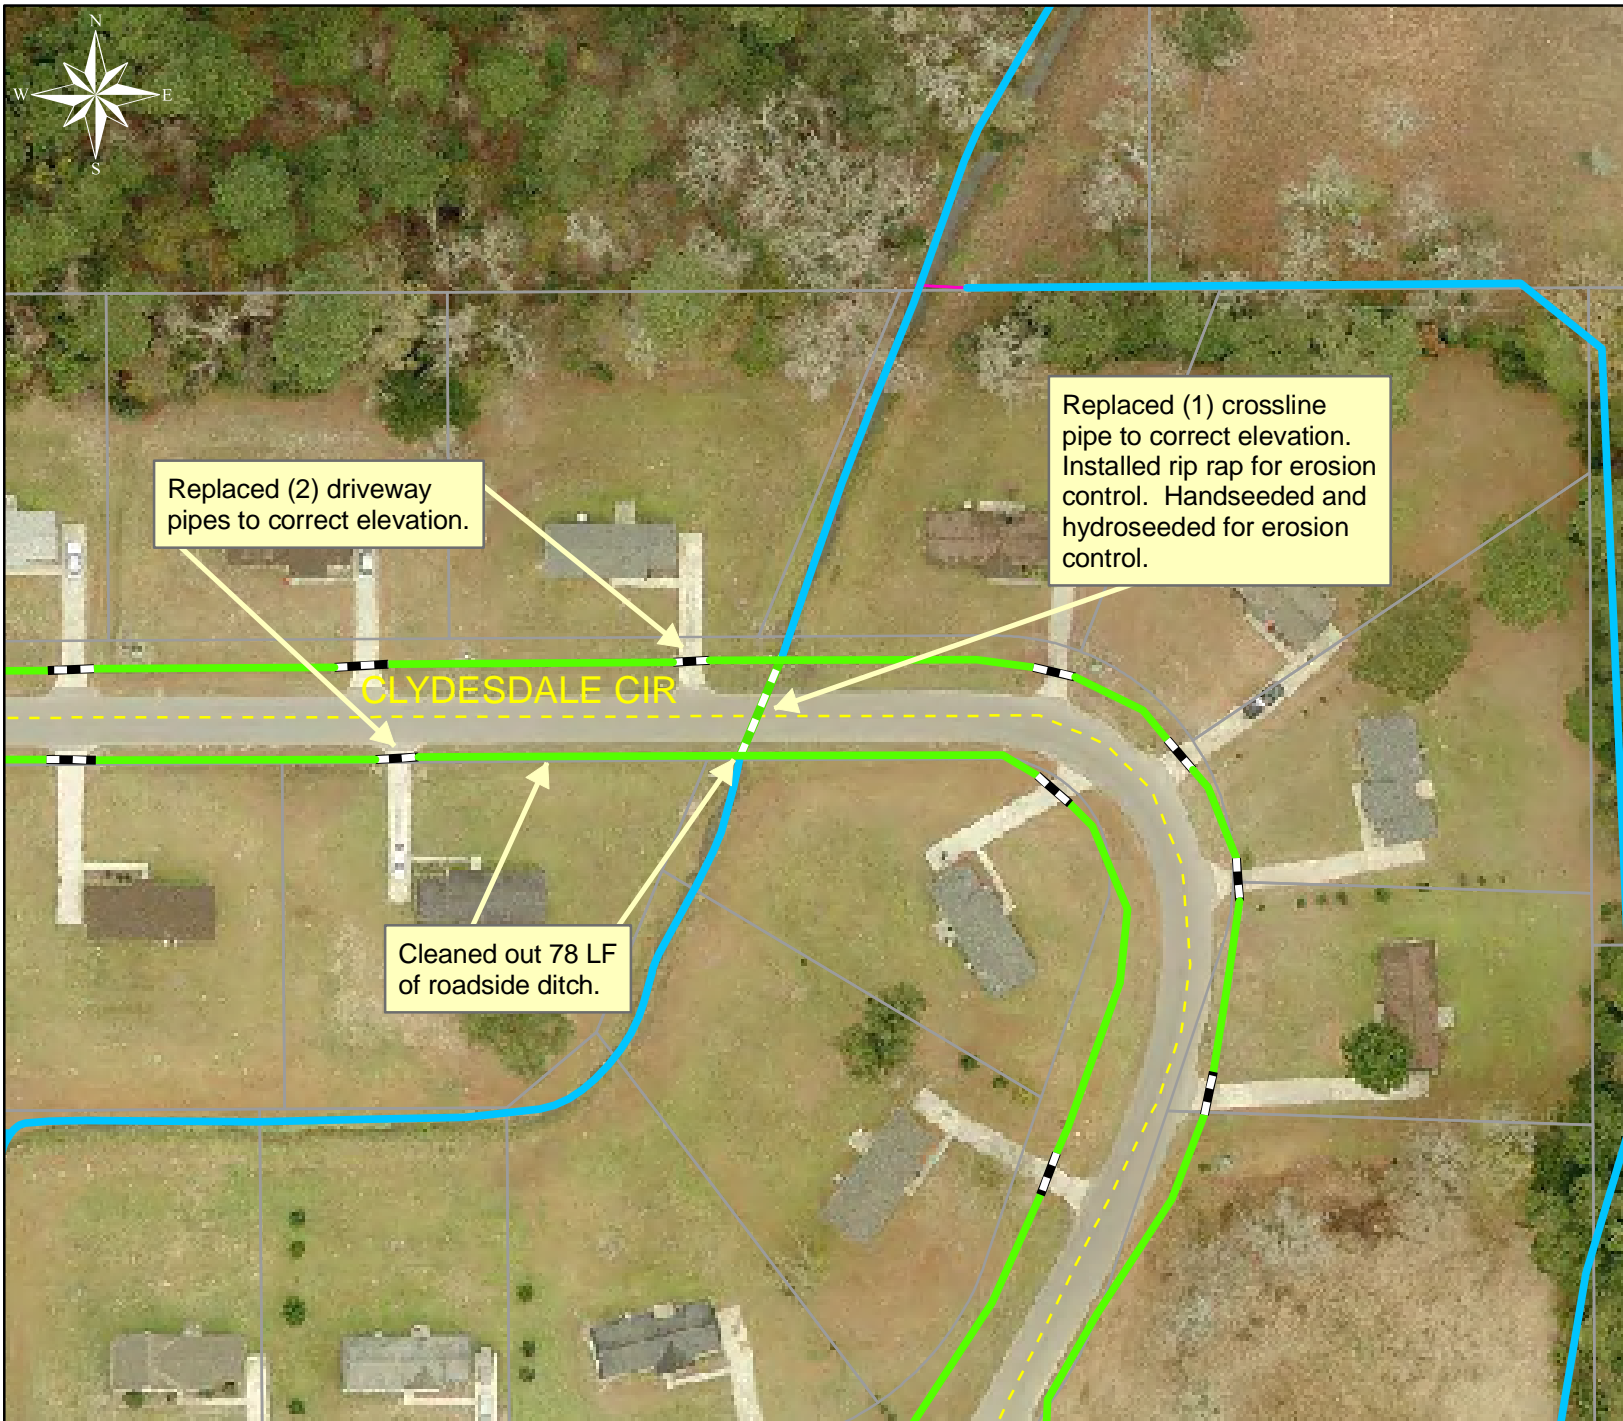 N
W E
S
Replaced (1) crossline
pipe to correct elevation.
Installed rip rap for erosion
control.  Handseeded and
hydroseeded for erosion
control.
Replaced (2) driveway
pipes to correct elevation.
CLYDESDALE CIR
Cleaned out 78 LF
of roadside ditch.